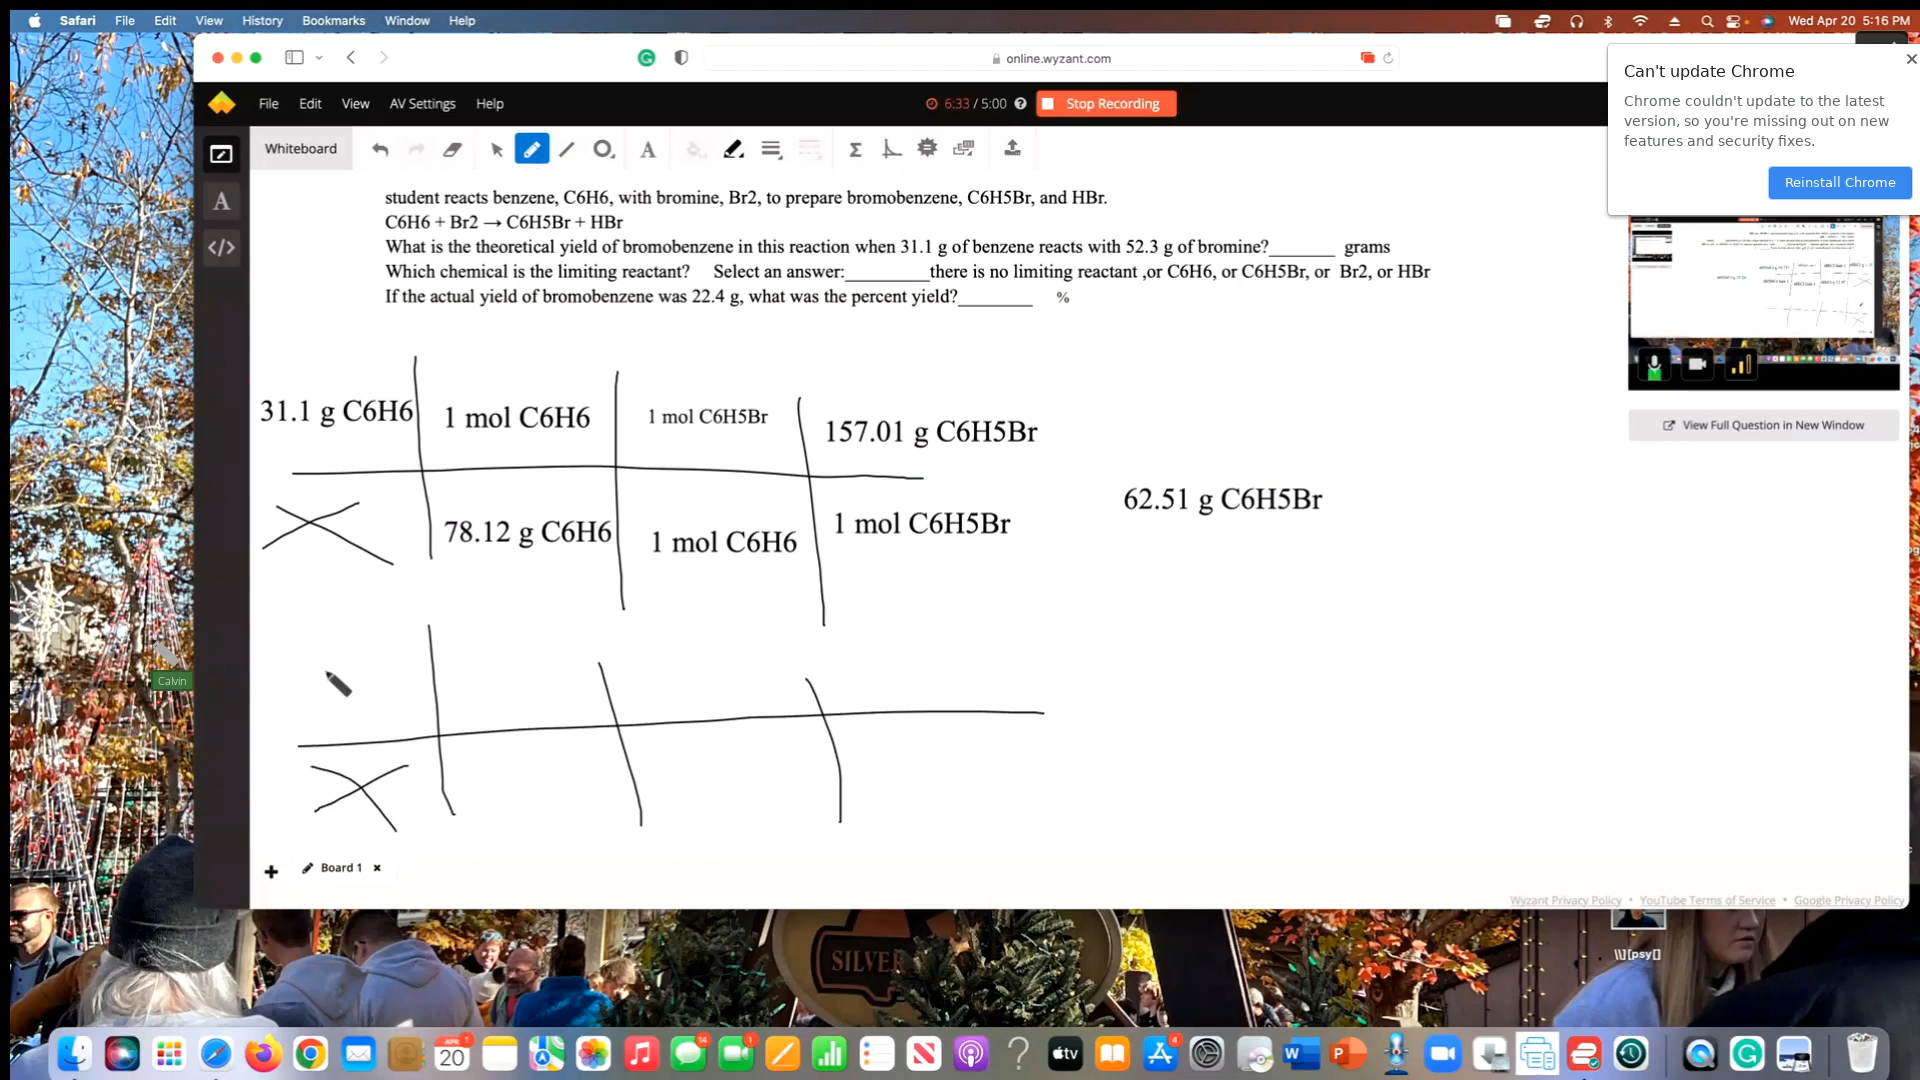 Safari File Edit View History Bookmarks Window Help Wed Apr 20 5:16 PM
online.wyzant.com
Can't update Chrome
Chrome couldn't update to the latest
version, so you're missing out on new
features and security fixes.
Reinstall Chrome
File Edit View AV Settings Help 6:33 / 5:00 Stop Recording
Whiteboard
student reacts benzene, C6H6, with bromine, Br2, to prepare bromobenzene, C6H5Br, and HBr.
C6H6 + Br2 → C6H5Br + HBr
What is the theoretical yield of bromobenzene in this reaction when 31.1 g of benzene reacts with 52.3 g of bromine?_______ grams
Which chemical is the limiting reactant? Select an answer:_________there is no limiting reactant ,or C6H6, or C6H5Br, or Br2, or HBr
If the actual yield of bromobenzene was 22.4 g, what was the percent yield?________ %
31.1 g C6H6 1 mol C6H6 1 mol C6H5Br 157.01 g C6H5Br
78.12 g C6H6 1 mol C6H6 1 mol C6H5Br
62.51 g C6H5Br
View Full Question in New Window
Calvin
Board 1
Wyzant Privacy Policy • YouTube Terms of Service • Google Privacy Policy
SILVER
\\][psy[]
APR
20
tv